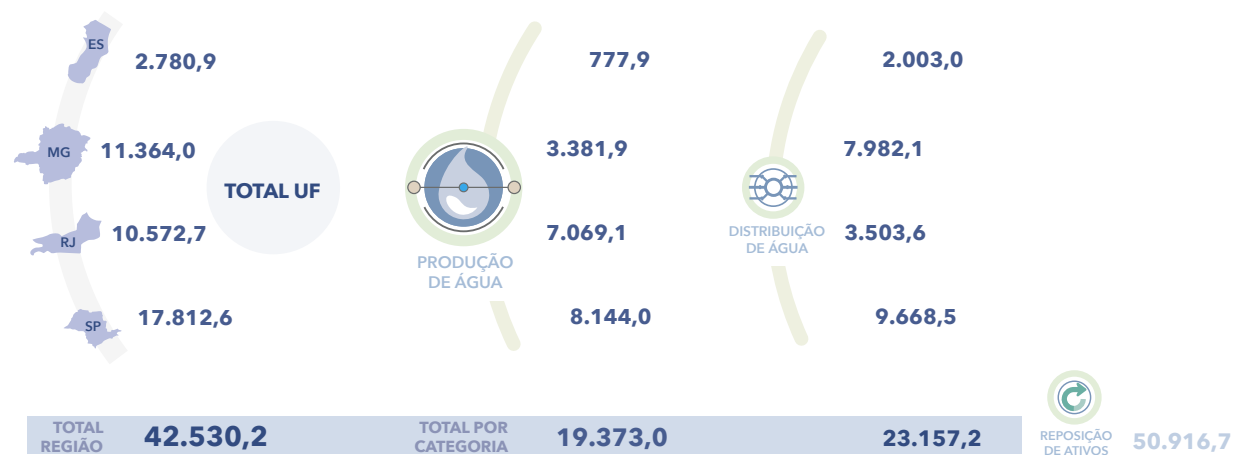 ES
2.780,9
777,9
2.003,0
MG
11.364,0
3.381,9
7.982,1
TOTAL UF
RJ
10.572,7
7.069,1
3.503,6
PRODUÇÃO
DE ÁGUA
DISTRIBUIÇÃO
DE ÁGUA
SP
17.812,6
8.144,0
9.668,5
TOTAL
REGIÃO
42.530,2
TOTAL POR
CATEGORIA
19.373,0
23.157,2
REPOSIÇÃO
DE ATIVOS
50.916,7